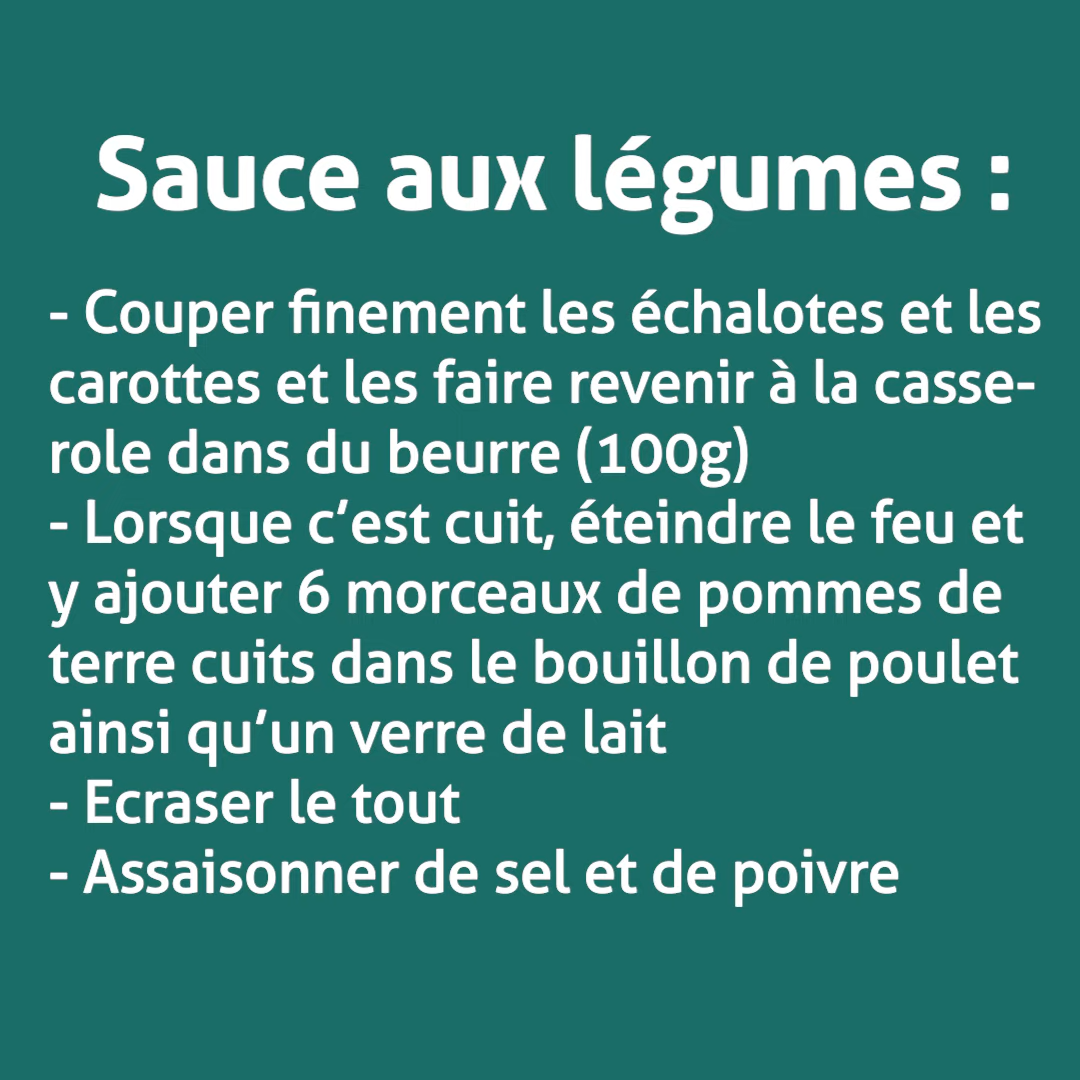 Sauce aux légumes :
- Couper finement les échalotes et les
carottes et les faire revenir à la casse-
role dans du beurre (100g)
- Lorsque c’est cuit, éteindre le feu et
y ajouter 6 morceaux de pommes de
terre cuits dans le bouillon de poulet
ainsi qu’un verre de lait
- Ecraser le tout
- Assaisonner de sel et de poivre